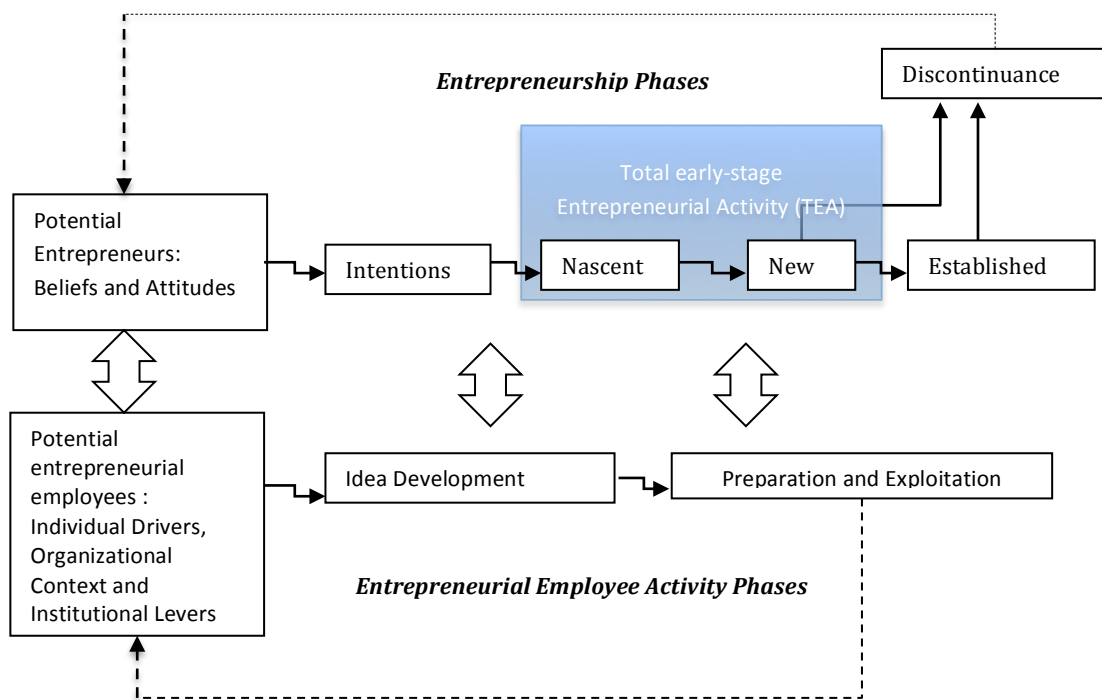 Entrepreneurship Phases
Discontinuance
Total early-stage
Entrepreneurial Activity (TEA)
Potential
Entrepreneurs:
Beliefs and Attitudes
Intentions
Nascent
New
Established
Potential
entrepreneurial
employees :
Individual Drivers,
Organizational
Context and
Institutional Levers
Idea Development
Preparation and Exploitation
Entrepreneurial Employee Activity Phases